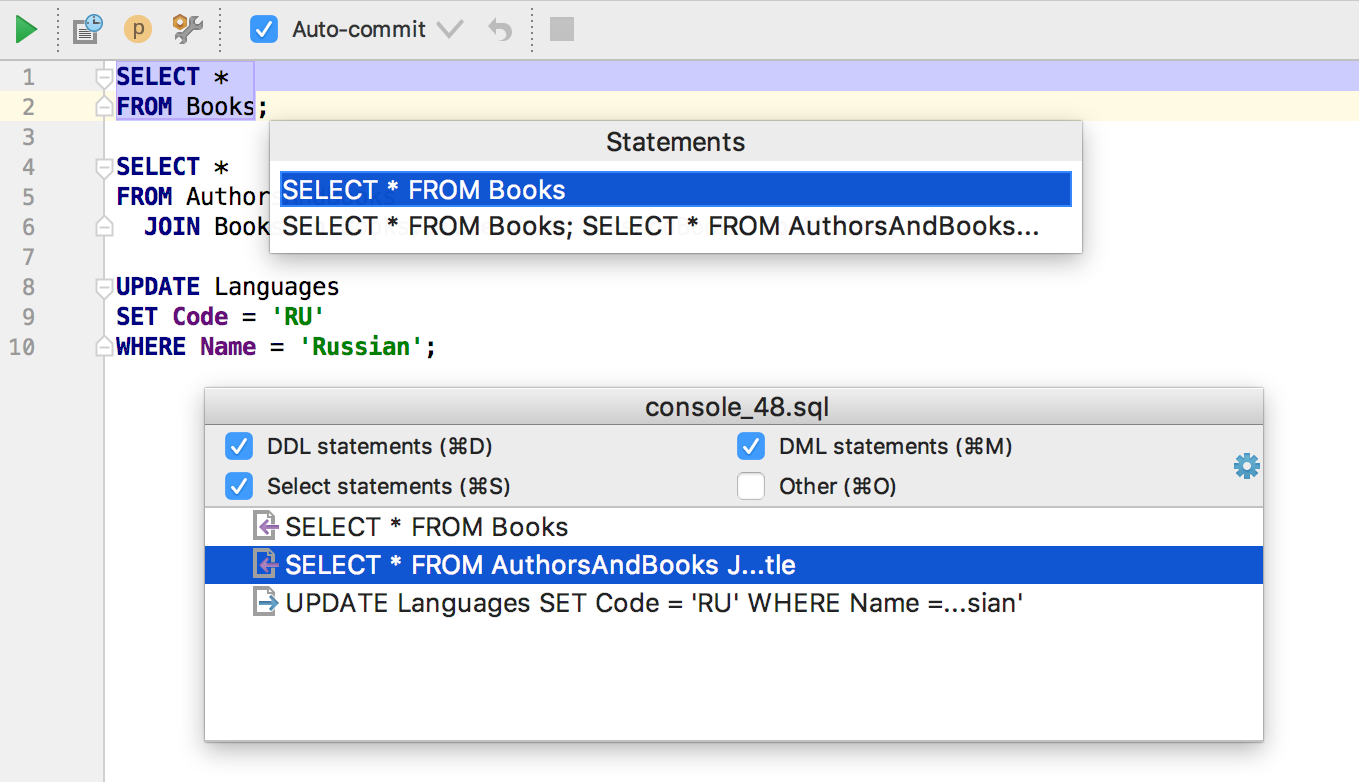 p Auto-commit
1 SELECT *
2 FROM Books;
Statements
3
SELECT * FROM Books
4 SELECT *
5 FROM
SELECT * FROM Books; SELECT * FROM AuthorsAndBooks...
6 JOIN
7
8 UPDATE Languages
9 SET Code = 'RU'
10 WHERE Name = 'Russian';
console_48.sql
DDL statements (⌘D) DML statements (⌘M)
Select statements (⌘S) Other (⌘O)
SELECT * FROM Books
SELECT * FROM AuthorsAndBooks J...tle
UPDATE Languages SET Code = 'RU' WHERE Name =...sian'